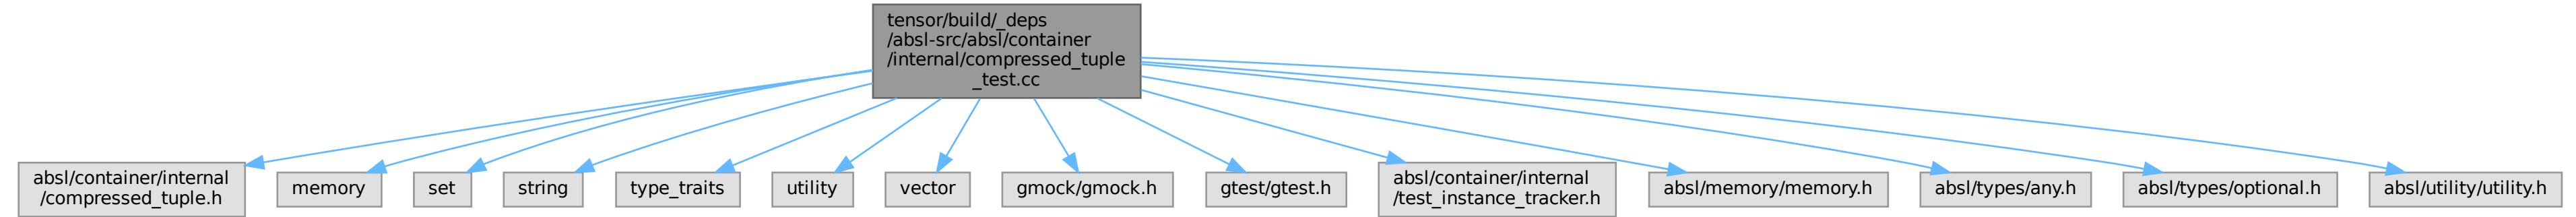 tensor/build/_deps
/absl-src/absl/container
/internal/compressed_tuple
_test.cc
absl/container/internal
/compressed_tuple.h
memory
set
string
type_traits
utility
vector
gmock/gmock.h
gtest/gtest.h
absl/container/internal
/test_instance_tracker.h
absl/memory/memory.h
absl/types/any.h
absl/types/optional.h
absl/utility/utility.h